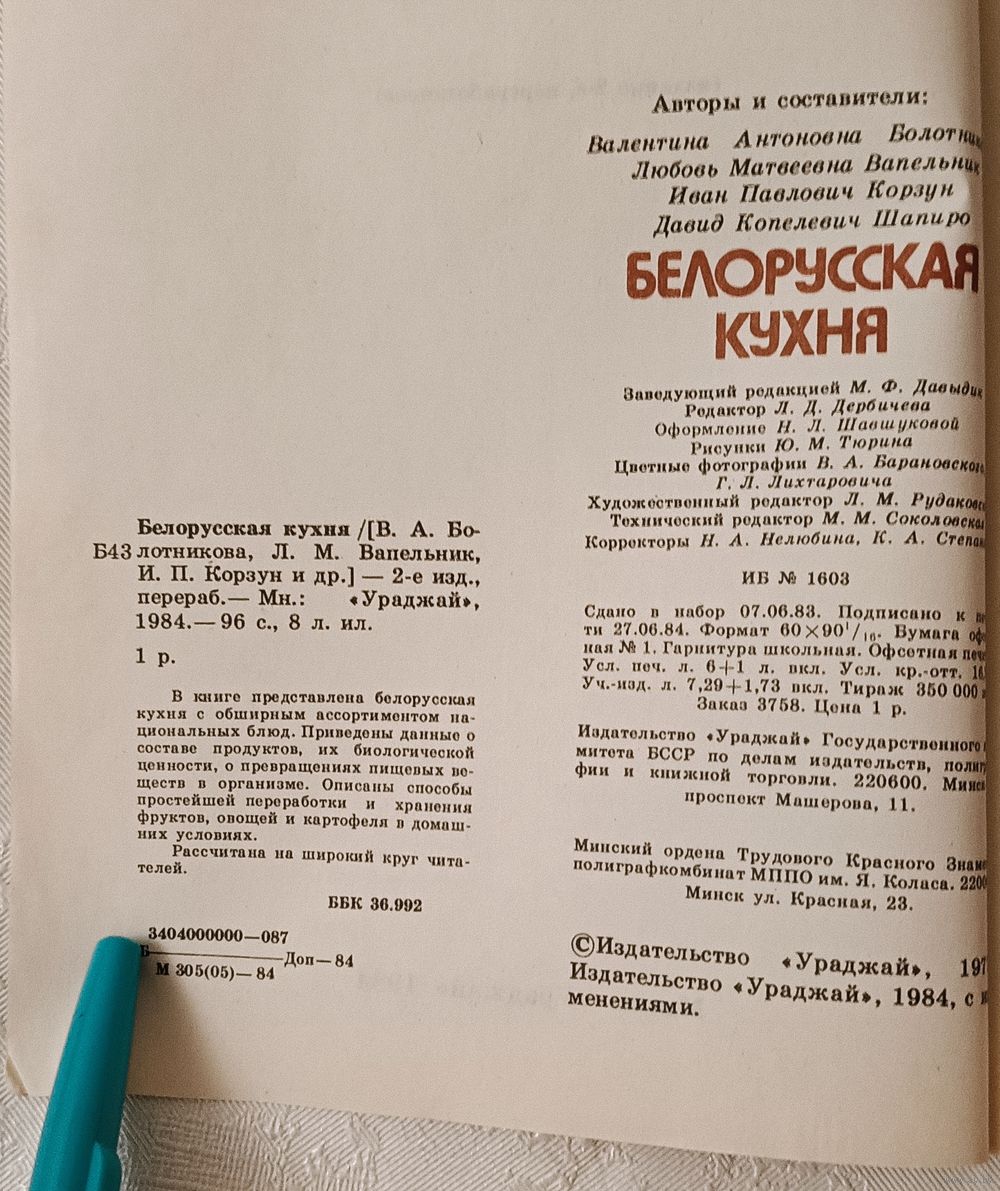 Белорусская кухня /[В. А. Бо-
Б43 лотникова, Л. М. Вапельник,
И. П. Корзун и др.] — 2-е изд.,
перераб.— Мн.: «Ураджай»,
1984.— 96 с., 8 л. ил.
1 р.
В книге представлена белорусская
кухня с обширным ассортиментом на-
циональных блюд. Приведены данные о
составе продуктов, их биологической
ценности, о превращениях пищевых ве-
ществ в организме. Описаны способы
простейшей переработки и хранения
фруктов, овощей и картофеля в домаш-
них условиях.
Рассчитана на широкий круг чита-
телей.
ББК 36.992
3404000000—087
Б Доп— 84
М 305(05)— 84
Авторы и составители:
Валентина Антоновна
Любовь Матвеевна Вапельник
Иван Павлович Корзун
Давид Копелевич Шапиро
БЕЛОРУССКАЯ
КУХНЯ
Заведующий редакцией М. Ф.
Редактор Л. Д. Дербичева
Оформление Н. Л. Шавшуковой
Рисунки Ю. М. Тюрина
Цветные фотографии В. А. Барановского,
Г. Л. Лихтаровича
Художественный редактор Л. М.
Технический редактор М. М.
Корректоры Н. А. Нелюбина, К. А.
ИБ № 1603
Сдано в набор 07.06.83. Подписано к
ти 27.06.84. Формат 60×90¹/₁₆. Бумага
ная № 1. Гарнитура школьная. Офсетная
Усл. печ. л. 6+1 л. вкл. Усл. кр.-отт.
Уч.-изд. л. 7,29+1,73 вкл. Тираж 350 000
Заказ 3758. Цена 1 р.
Издательство «Ураджай» Государственного
митета БССР по делам издательств,
фии и книжной торговли. 220600.
проспект Машерова, 11.
Минский ордена Трудового Красного
полиграфкомбинат МППО им. Я. Коласа.
Минск ул. Красная, 23.
©Издательство «Ураджай»,
Издательство «Ураджай», 1984, с
менениями.